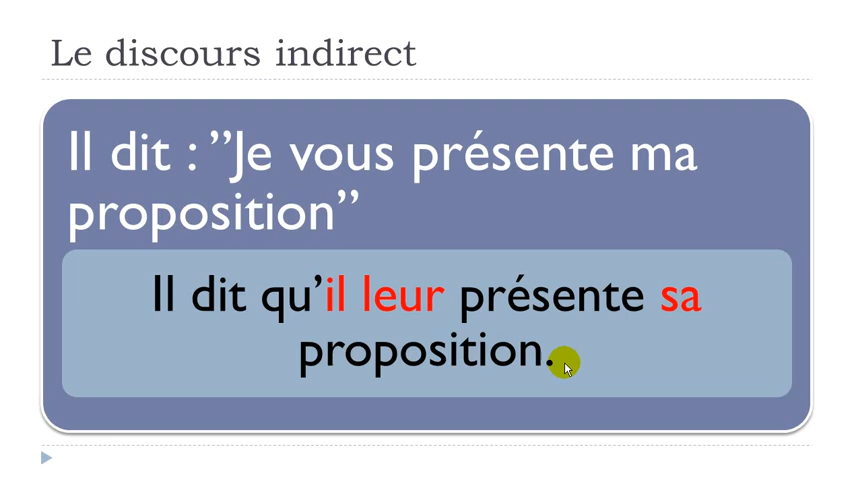 Le discours indirect
Il dit : ”Je vous présente ma
proposition”
Il dit qu’il leur présente sa
proposition.